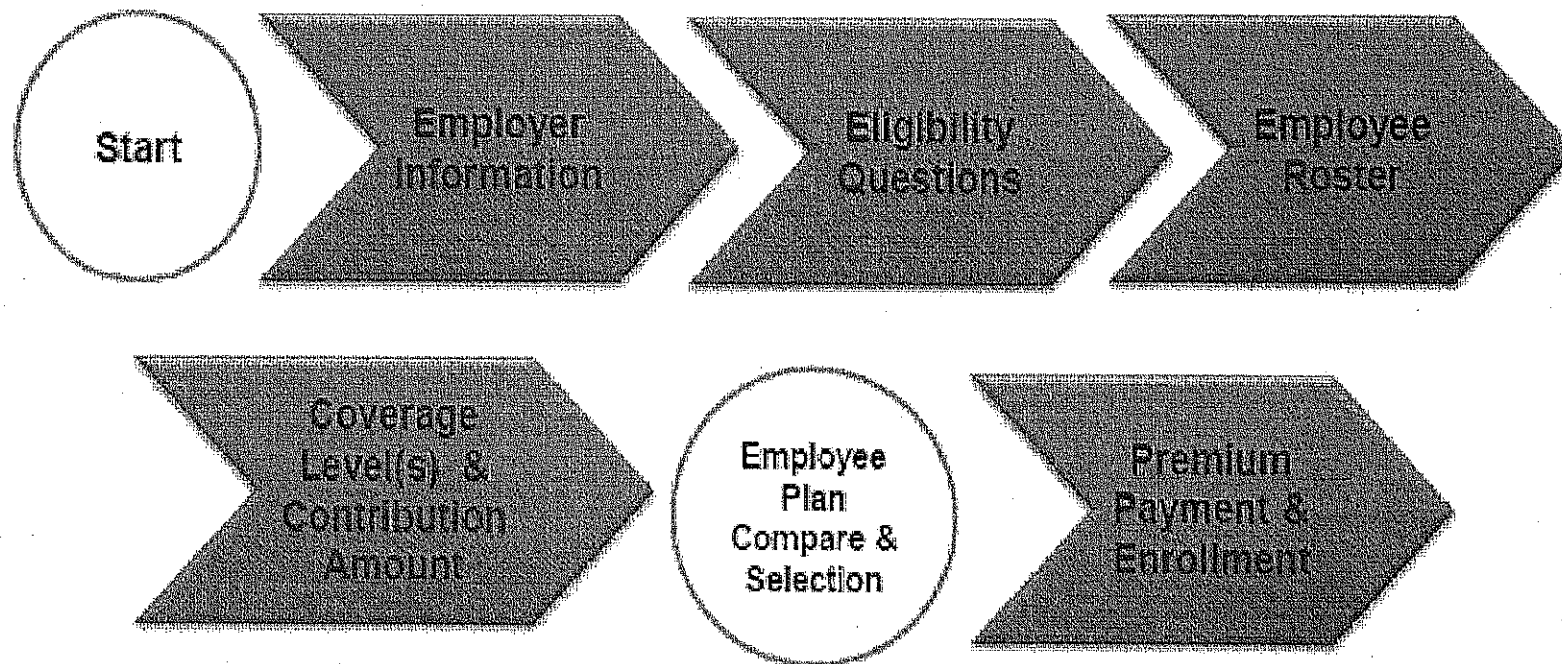 Start
Employer
Information
Eligibility
Questions
Employee
Roster
Coverage
Level(s) &
Contribution
Amount
Employee
Plan
Compare &
Selection
Premium
Payment &
Enrollment